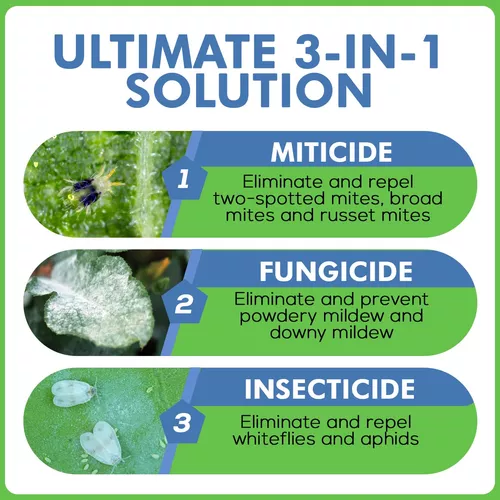 ULTIMATE 3-IN-1
SOLUTION
1
MITICIDE
Eliminate and repel
two-spotted mites, broad
mites and russet mites
2
FUNGICIDE
Eliminate and prevent
powdery mildew and
downy mildew
3
INSECTICIDE
Eliminate and repel
whiteflies and aphids